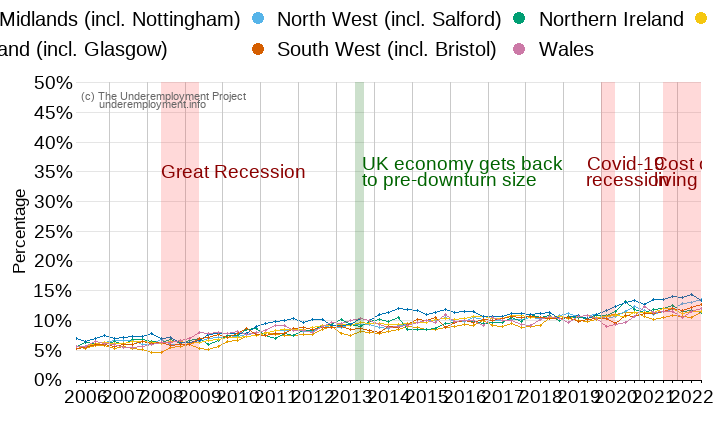 Midlands (incl. Nottingham) North West (incl. Salford) Northern Ireland
and (incl. Glasgow) South West (incl. Bristol) Wales
50%
(c) The Underemployment Project
underemployment.info
45%
40%
UK economy gets back
to pre-downturn size
Covid-19
recession
Cost o
living
35%
Great Recession
30%
25%
20%
15%
10%
5%
0%
Percentage
2006 2007 2008 2009 2010 2011 2012 2013 2014 2015 2016 2017 2018 2019 2020 2021 2022